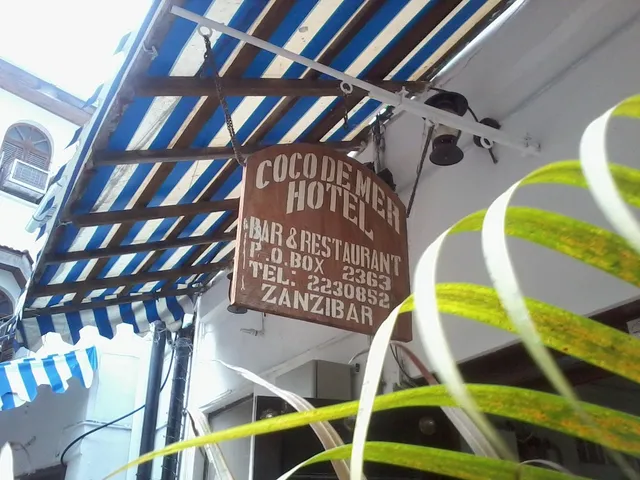 COCO DE MER
HOTEL
BAR & RESTAURANT
P.O.BOX 2363
TEL: 2230852
ZANZIBAR